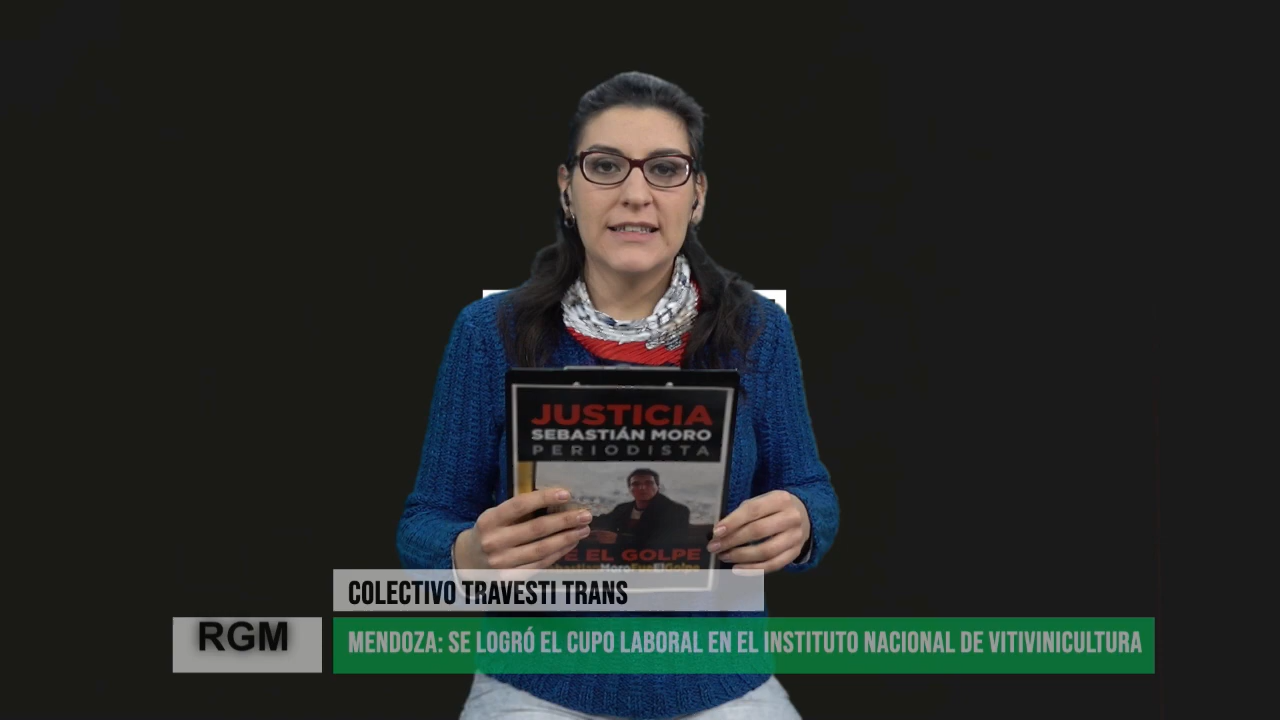 JUSTICIA
SEBASTIÁN MORO
PERIODISTA
EL GOLPE
MoroFueElGolpe
COLECTIVO TRAVESTI TRANS
RGM
MENDOZA: SE LOGRÓ EL CUPO LABORAL EN EL INSTITUTO NACIONAL DE VITIVINICULTURA